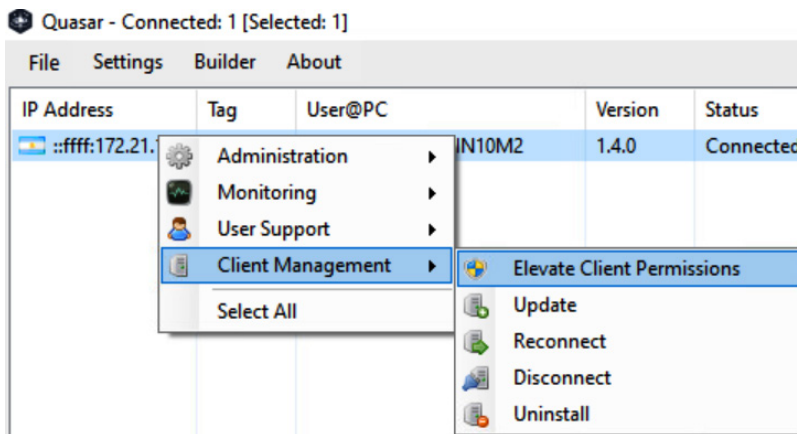 Quasar - Connected: 1 [Selected: 1]
File Settings Builder About
IP Address Tag User@PC Version Status
::ffff:172.21. IN10M2 1.4.0 Connected
Administration
Monitoring
User Support
Client Management Elevate Client Permissions
Select All Update
Reconnect
Disconnect
Uninstall